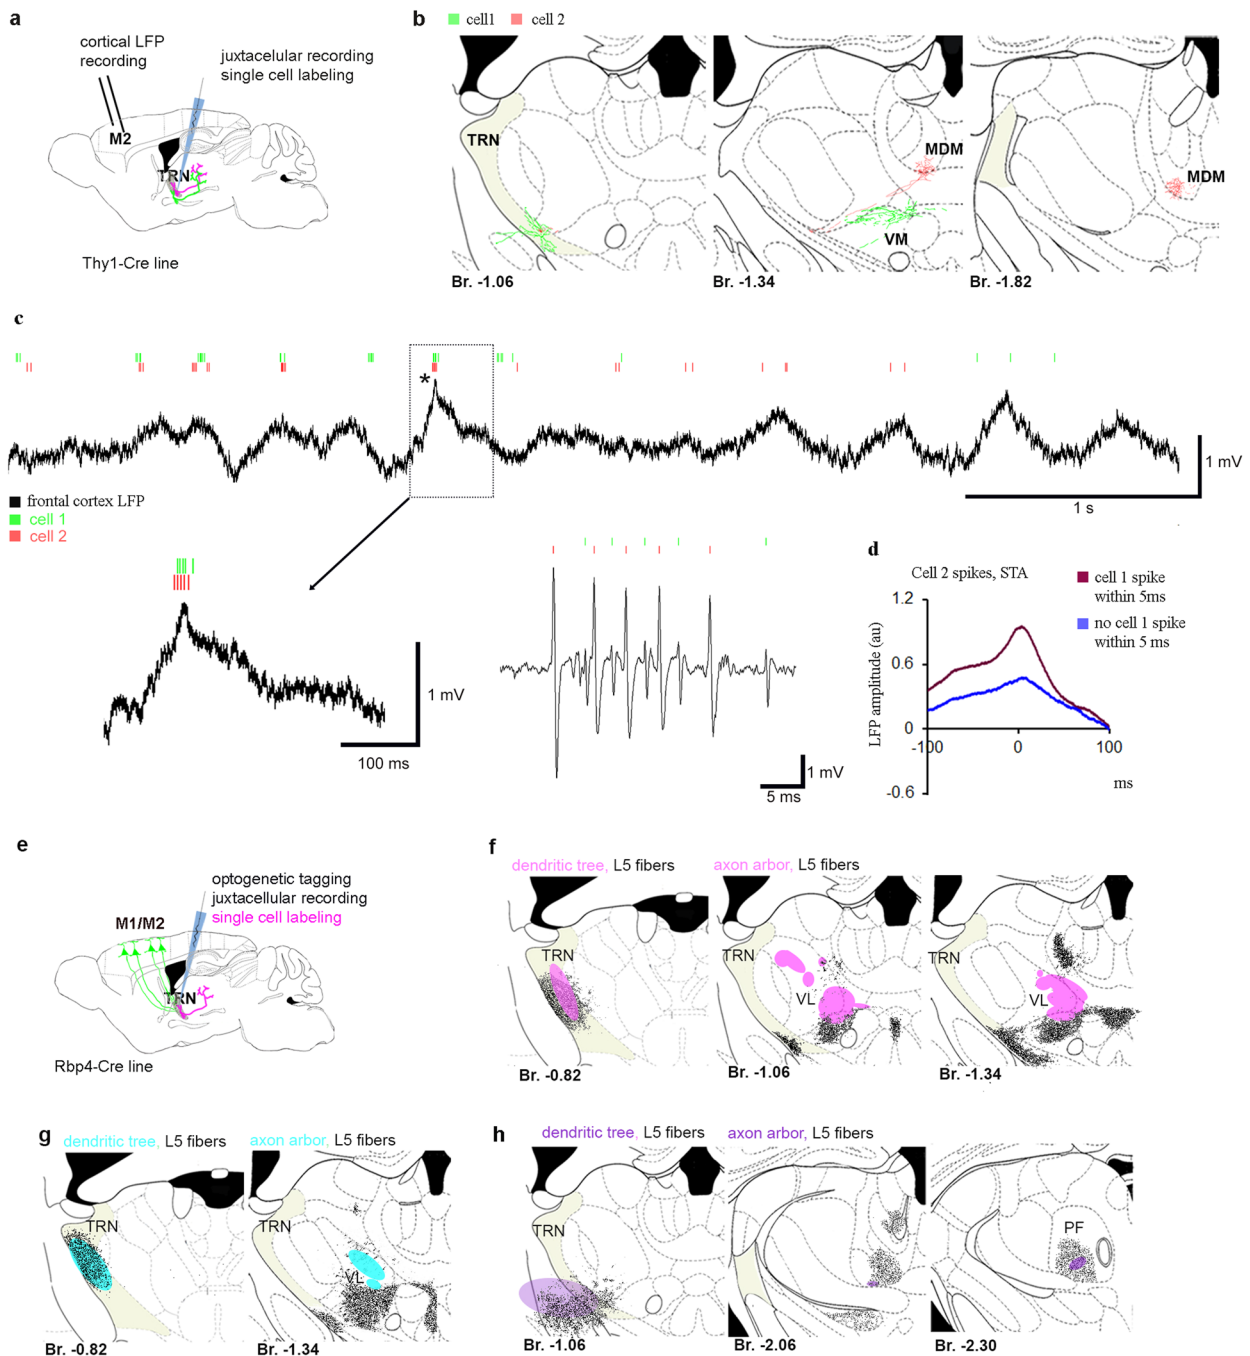 a
cortical LFP
recording
juxtacelular recording
single cell labeling
M2
TRN
Thy1-Cre line
b
cell1
cell 2
TRN
Br. -1.06
MDM
VM
Br. -1.34
MDM
Br. -1.82
c
*
1 mV
1 s
frontal cortex LFP
cell 1
cell 2
1 mV
100 ms
1 mV
5 ms
d
Cell 2 spikes, STA
cell 1 spike
within 5ms
no cell 1 spike
within 5 ms
LFP amplitude (au)
1.2
0.6
0
-0.6
-100
0
100
ms
e
optogenetic tagging
juxtacellular recording
single cell labeling
M1/M2
TRN
Rbp4-Cre line
f
dendritic tree, L5 fibers
axon arbor, L5 fibers
TRN
Br. -0.82
TRN
VL
Br. -1.06
TRN
VL
Br. -1.34
g
dendritic tree, L5 fibers
axon arbor, L5 fibers
TRN
Br. -0.82
TRN
VL
Br. -1.34
h
dendritic tree, L5 fibers
axon arbor, L5 fibers
TRN
Br. -1.06
Br. -2.06
PF
Br. -2.30